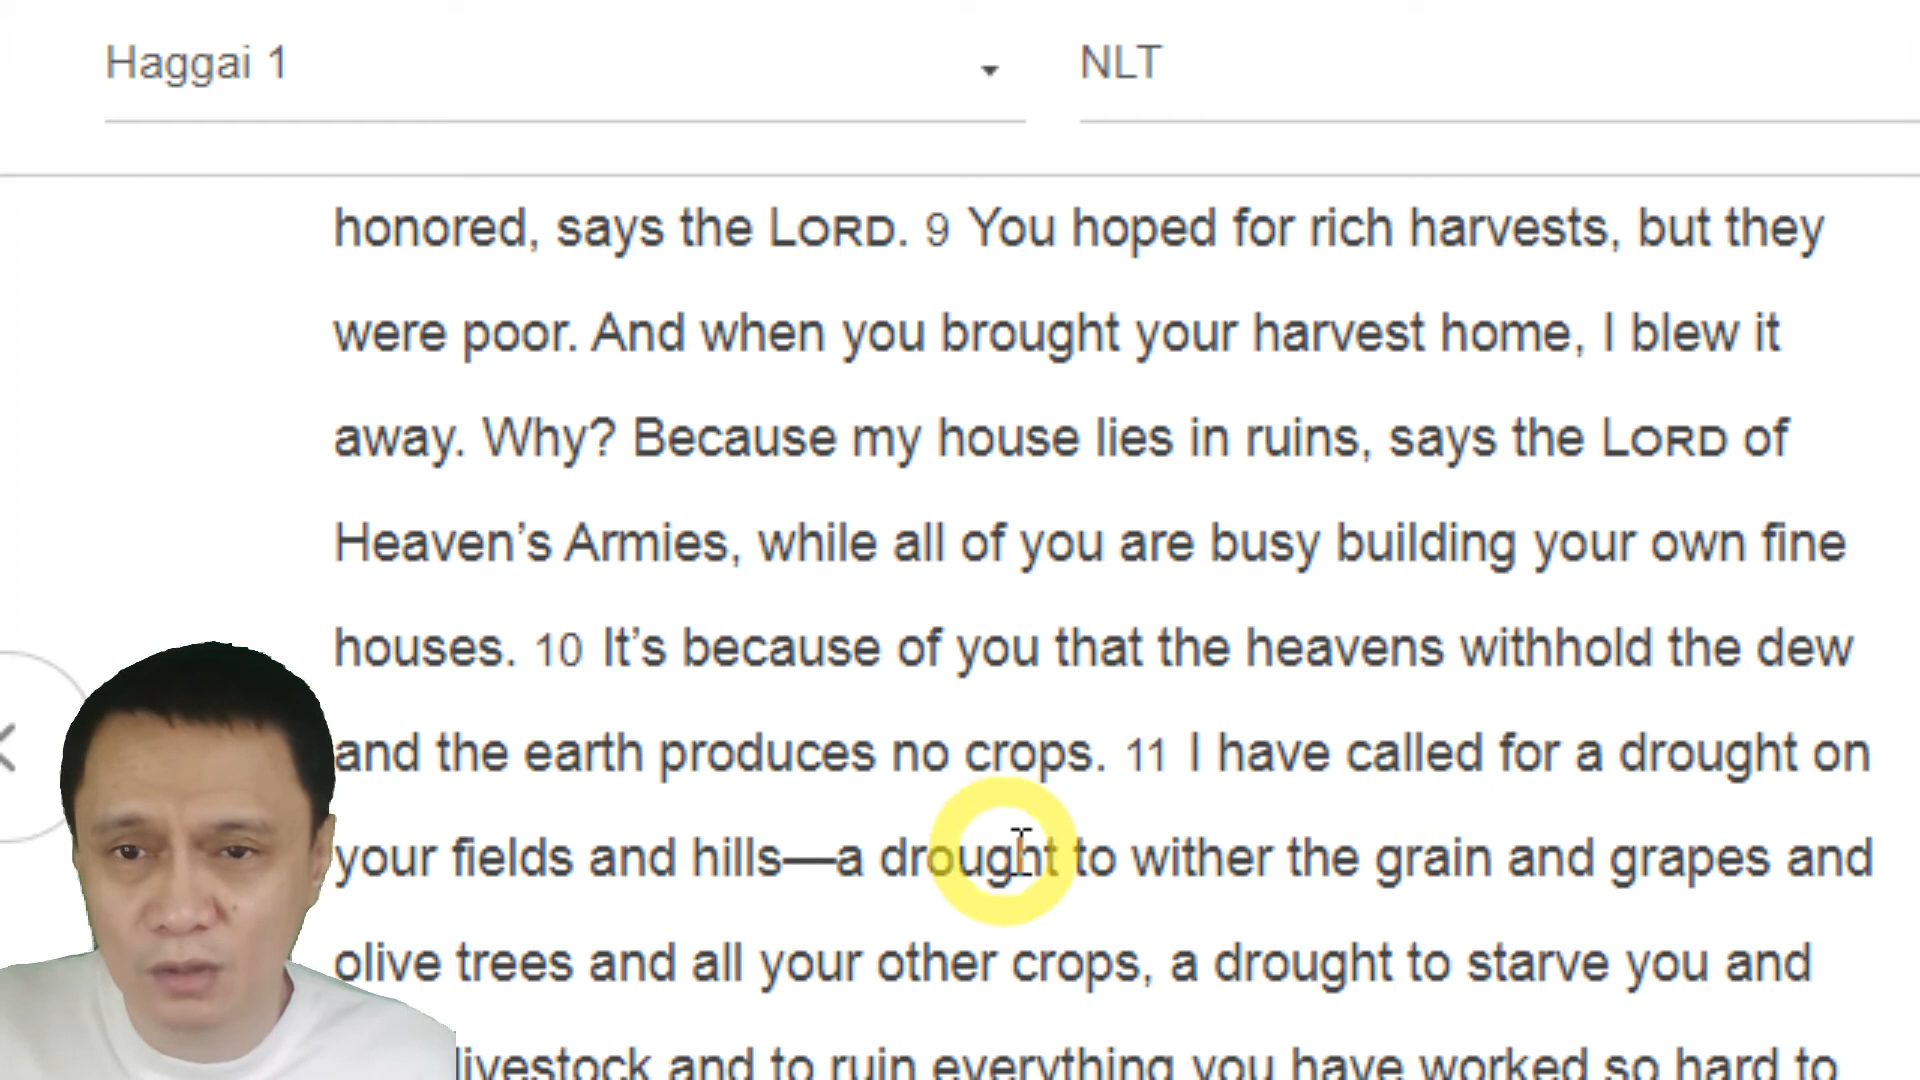 Haggai 1
NLT
honored, says the LORD. 9 You hoped for rich harvests, but they
were poor. And when you brought your harvest home, I blew it
away. Why? Because my house lies in ruins, says the LORD of
Heaven’s Armies, while all of you are busy building your own fine
houses. 10 It’s because of you that the heavens withhold the dew
and the earth produces no crops. 11 I have called for a drought on
your fields and hills—a drought to wither the grain and grapes and
olive trees and all your other crops, a drought to starve you and
livestock and to ruin everything you have worked so hard to